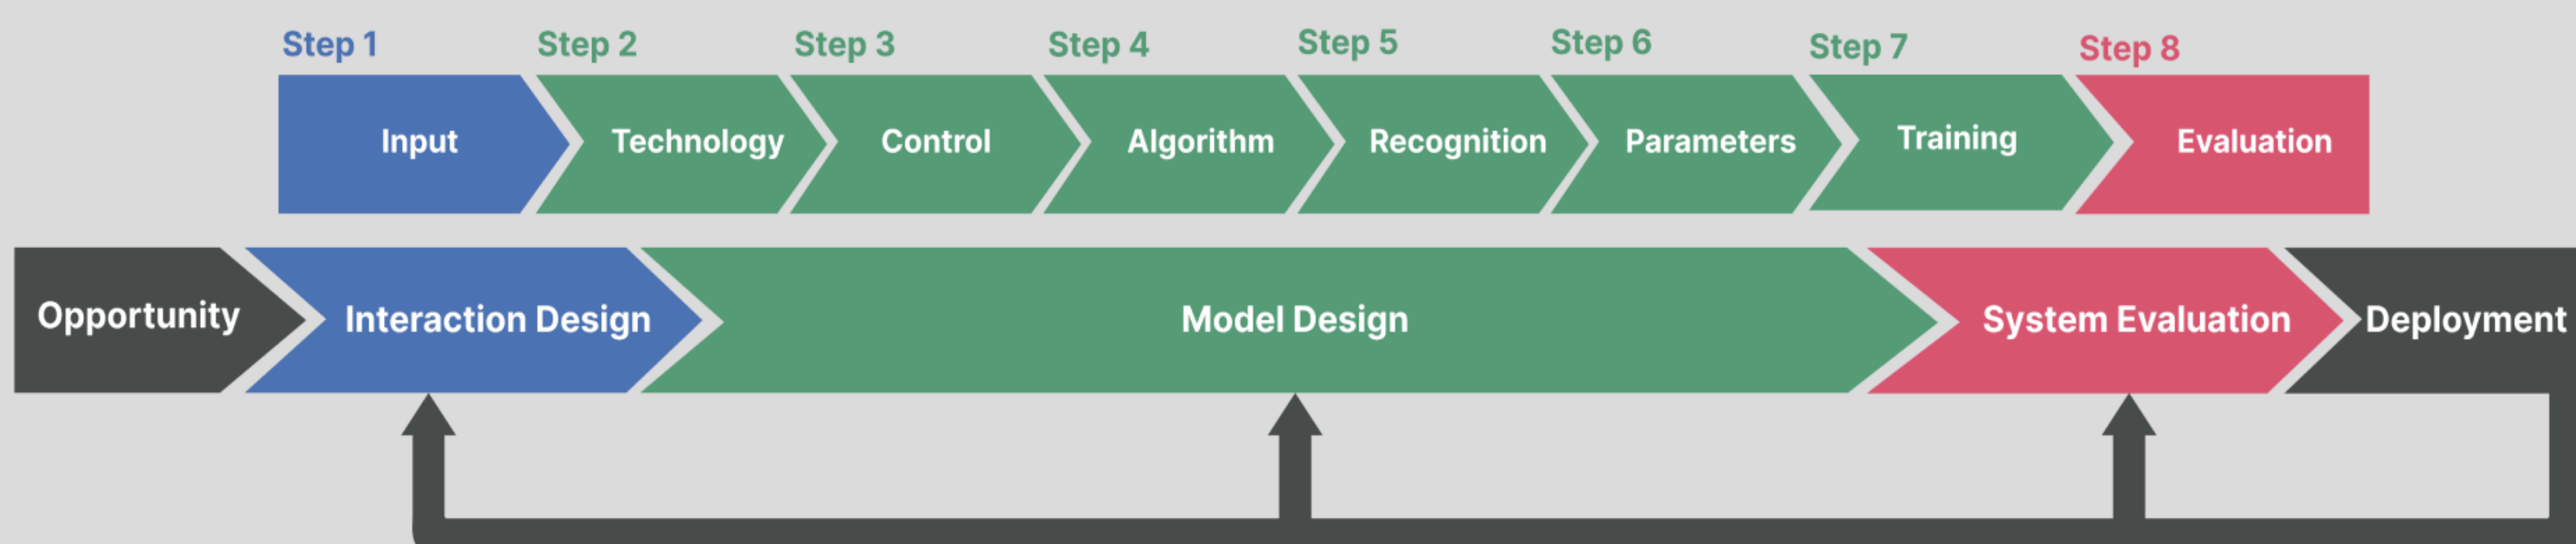 Step 1
Step 2
Step 3
Step 4
Step 5
Step 6
Step 7
Step 8
Input
Technology
Control
Algorithm
Recognition
Parameters
Training
Evaluation
Opportunity
Interaction Design
Model Design
System Evaluation
Deployment